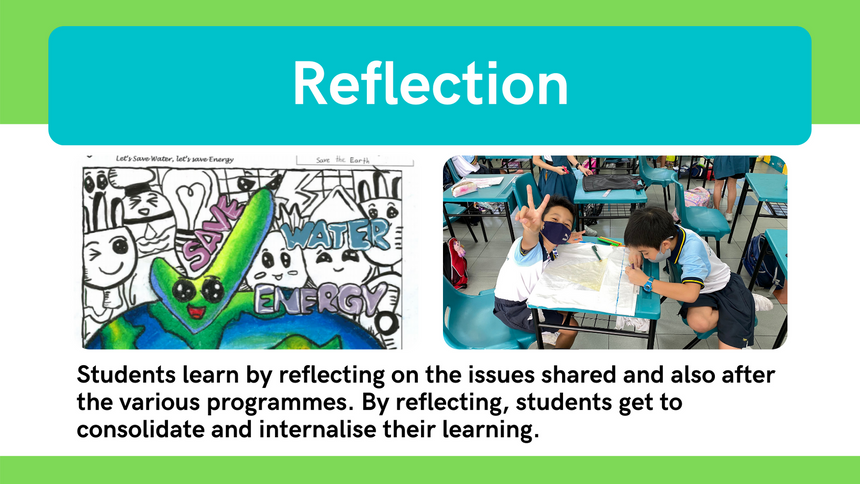 Reflection
Let's Save Water, let's save Energy
Save the Earth
SAVE
WATER
ENERGY
Students learn by reflecting on the issues shared and also after
the various programmes. By reflecting, students get to
consolidate and internalise their learning.